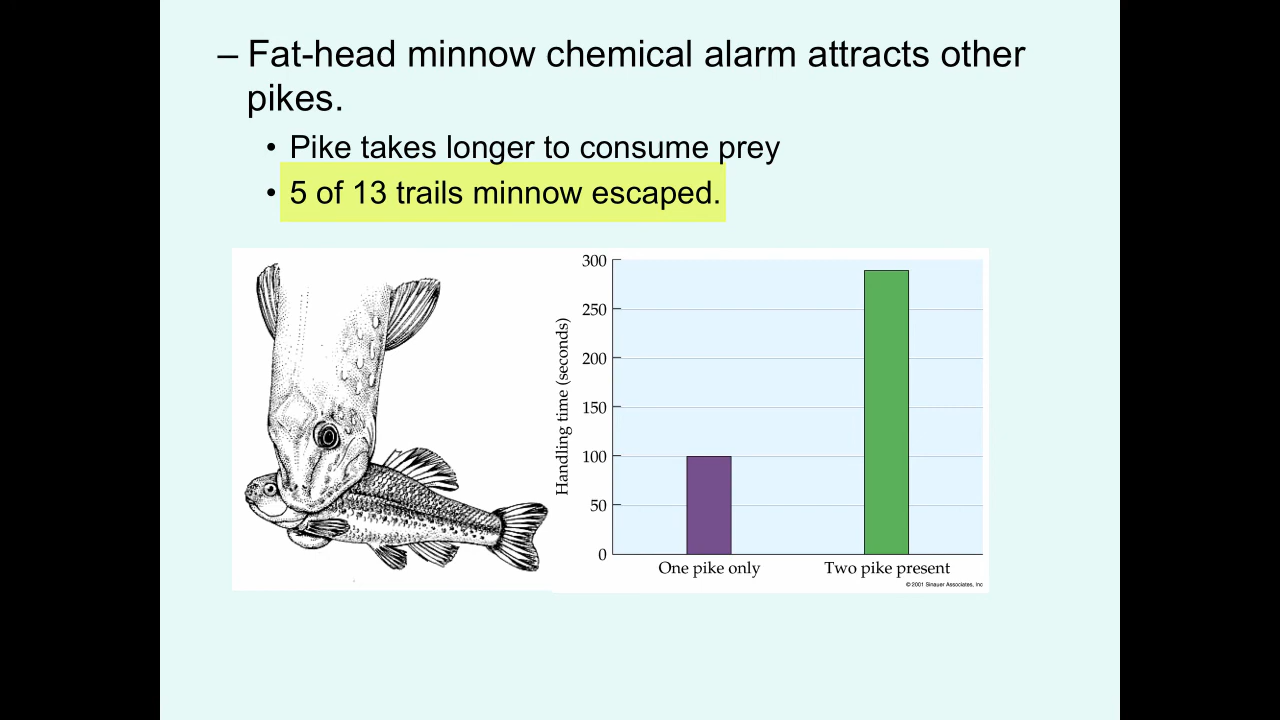 – Fat-head minnow chemical alarm attracts other
pikes.
• Pike takes longer to consume prey
• 5 of 13 trails minnow escaped.
300
250
200
150
100
50
0
Handling time (seconds)
One pike only
Two pike present
© 2001 Sinauer Associates, Inc